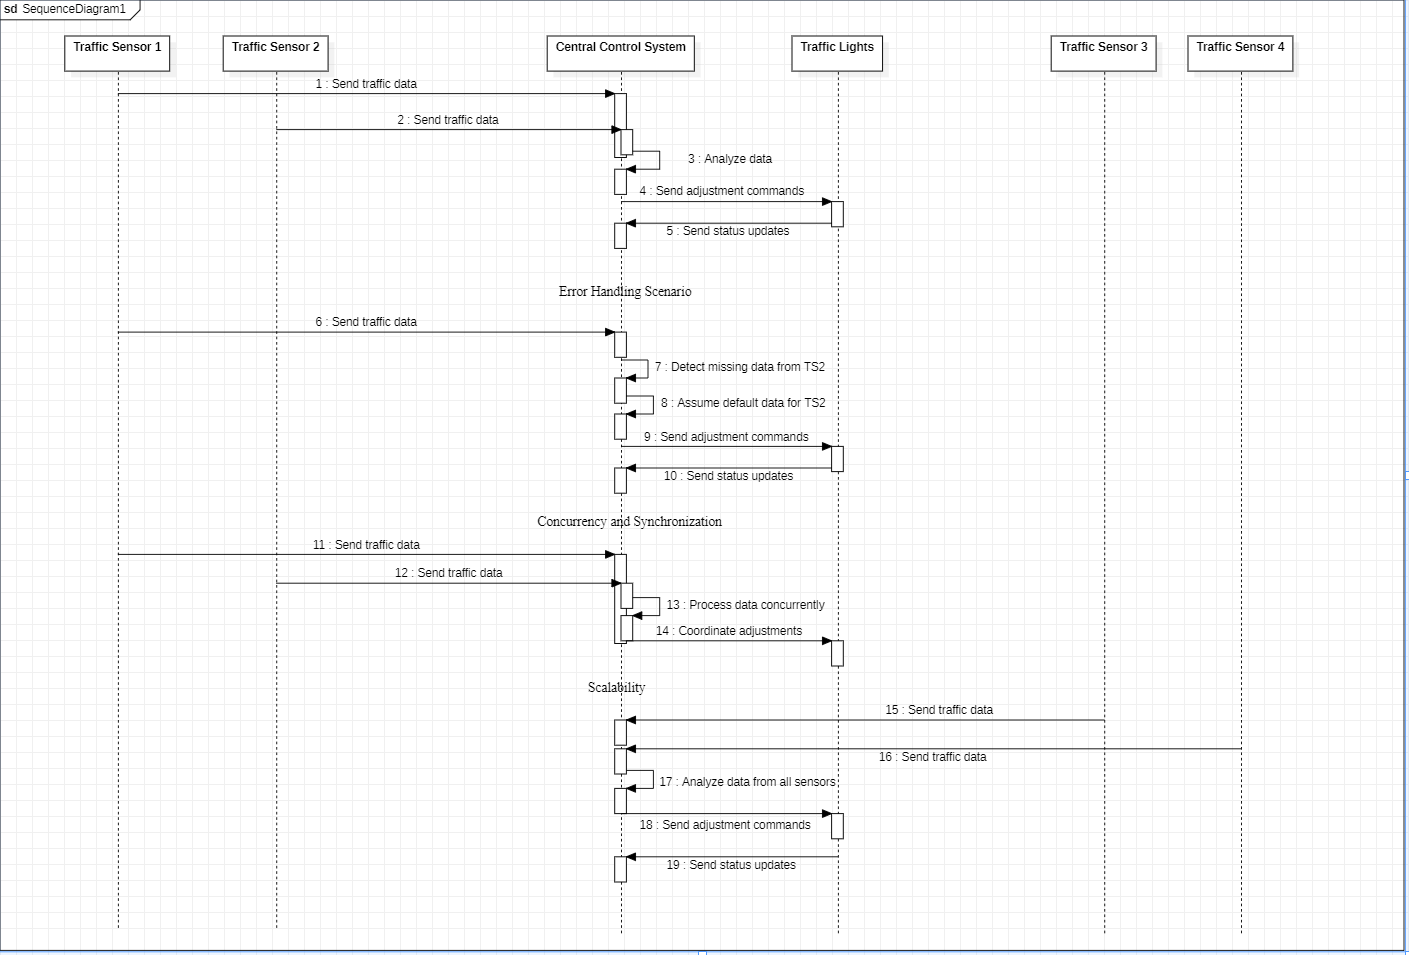 sd SequenceDiagram1
Traffic Sensor 1
Traffic Sensor 2
Central Control System
Traffic Lights
Traffic Sensor 3
Traffic Sensor 4
1 : Send traffic data
2 : Send traffic data
3 : Analyze data
4 : Send adjustment commands
5 : Send status updates
Error Handling Scenario
6 : Send traffic data
7 : Detect missing data from TS2
8 : Assume default data for TS2
9 : Send adjustment commands
10 : Send status updates
Concurrency and Synchronization
11 : Send traffic data
12 : Send traffic data
13 : Process data concurrently
14 : Coordinate adjustments
Scalability
15 : Send traffic data
16 : Send traffic data
17 : Analyze data from all sensors
18 : Send adjustment commands
19 : Send status updates